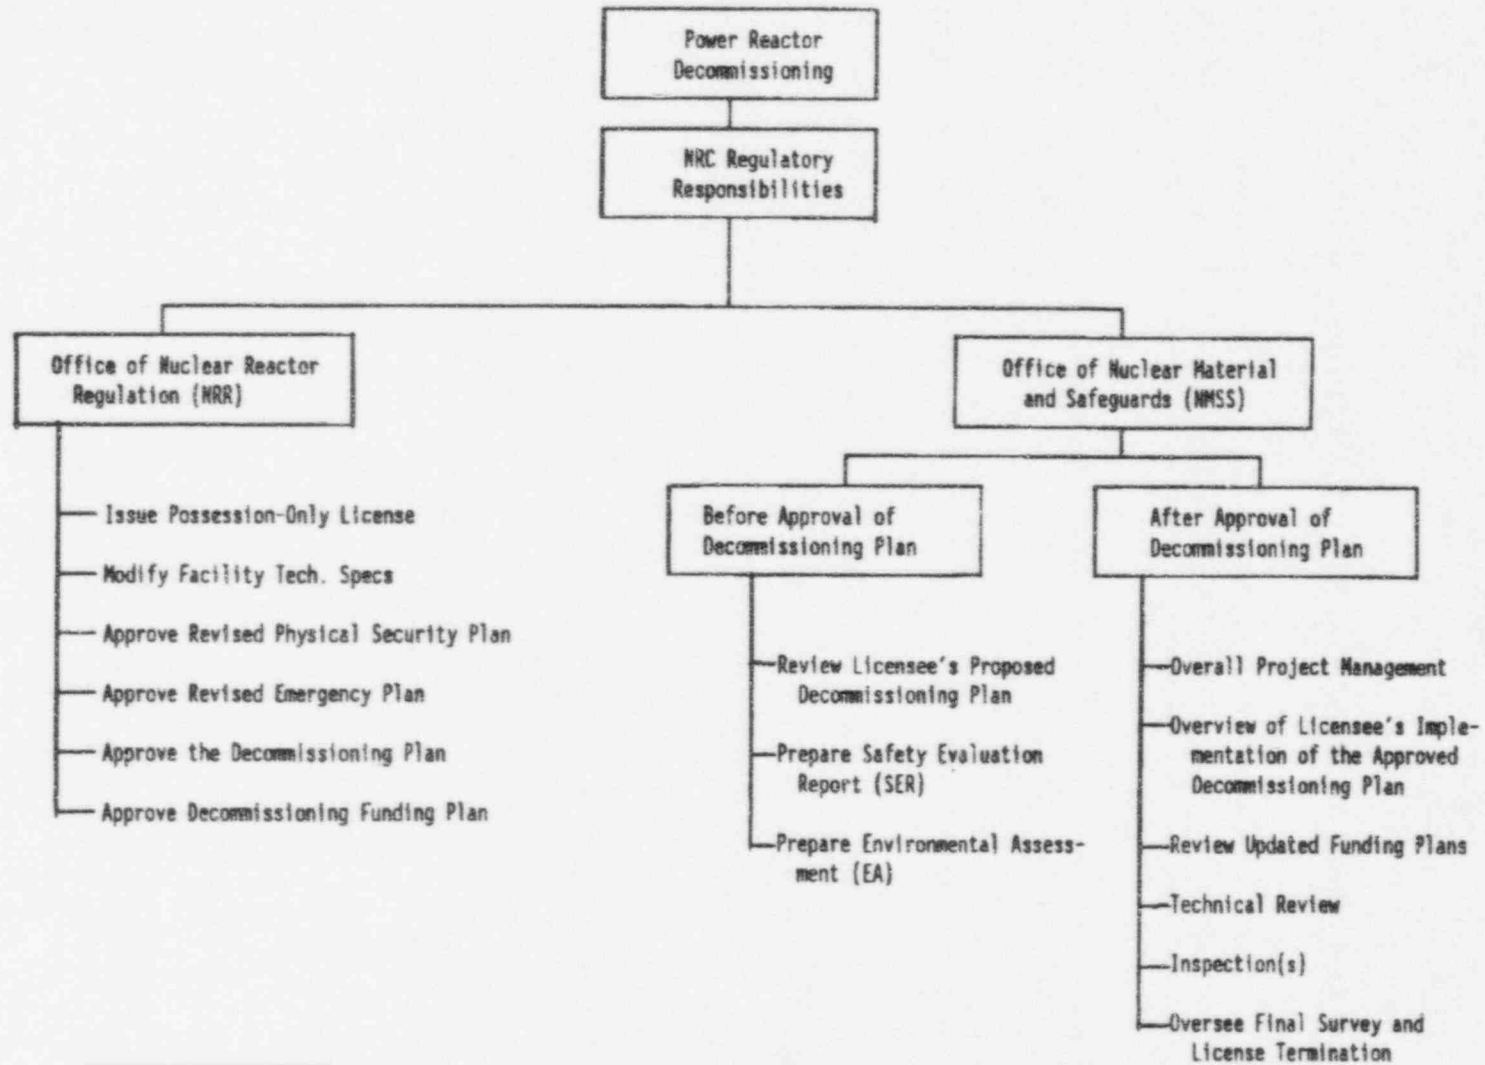 Power Reactor
Decommissioning
NRC Regulatory
Responsibilities
Office of Nuclear Reactor
Regulation (NRR)
Issue Possession-Only License
Modify Facility Tech. Specs
Approve Revised Physical Security Plan
Approve Revised Emergency Plan
Approve the Decommissioning Plan
Approve Decommissioning Funding Plan
Office of Nuclear Material
and Safeguards (NMSS)
Before Approval of
Decommissioning Plan
Review Licensee's Proposed
Decommissioning Plan
Prepare Safety Evaluation
Report (SER)
Prepare Environmental Assess-
ment (EA)
After Approval of
Decommissioning Plan
Overall Project Management
Overview of Licensee's Imple-
mentation of the Approved
Decommissioning Plan
Review Updated Funding Plans
Technical Review
Inspection(s)
Oversee Final Survey and
License Termination